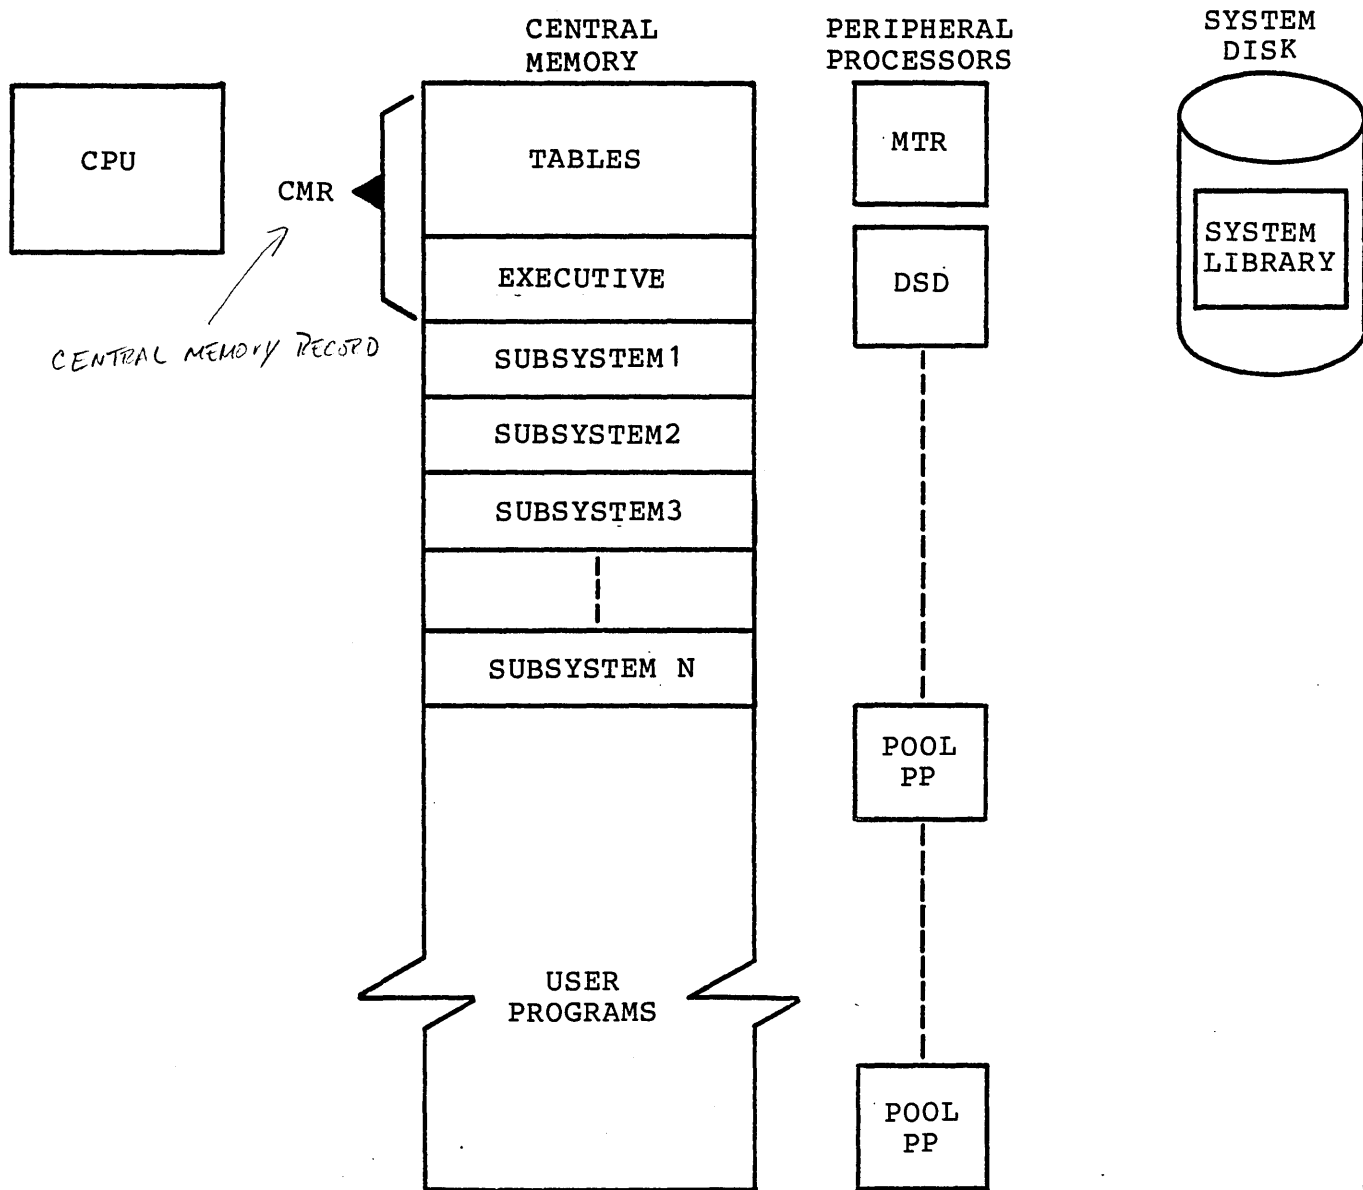 CENTRAL
MEMORY
PERIPHERAL
PROCESSORS
SYSTEM
DISK
CPU
CMR
TABLES
MTR
SYSTEM
LIBRARY
EXECUTIVE
DSD
CENTRAL MEMORY RECORD
SUBSYSTEM1
SUBSYSTEM2
SUBSYSTEM3
SUBSYSTEM N
POOL
PP
USER
PROGRAMS
POOL
PP